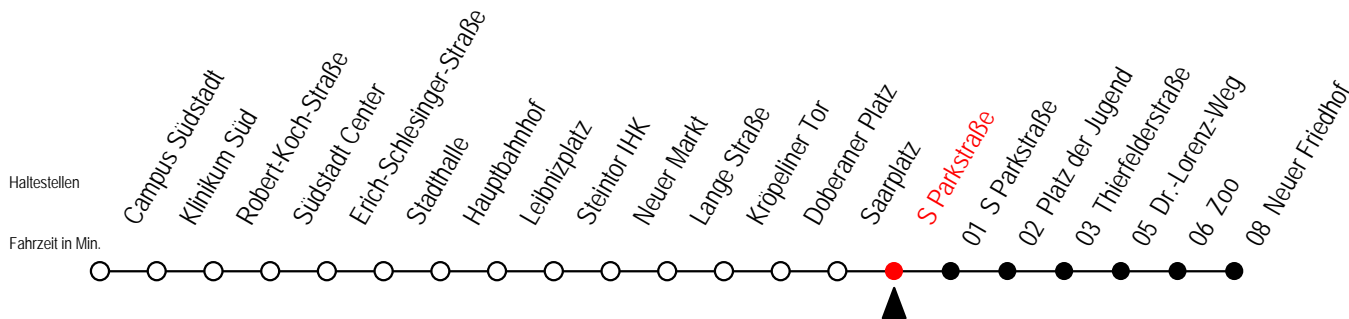 Haltestellen
Campus Südstadt
Klinikum Süd
Robert-Koch-Straße
Südstadt Center
Erich-Schlesinger-Straße
Stadthalle
Hauptbahnhof
Leibnizplatz
Steintor IHK
Neuer Markt
Lange Straße
Kröpeliner Tor
Doberaner Platz
Saarplatz
S Parkstraße
01 S Parkstraße
02 Platz der Jugend
03 Thierfelderstraße
05 Dr.-Lorenz-Weg
06 Zoo
08 Neuer Friedhof
Fahrzeit in Min.